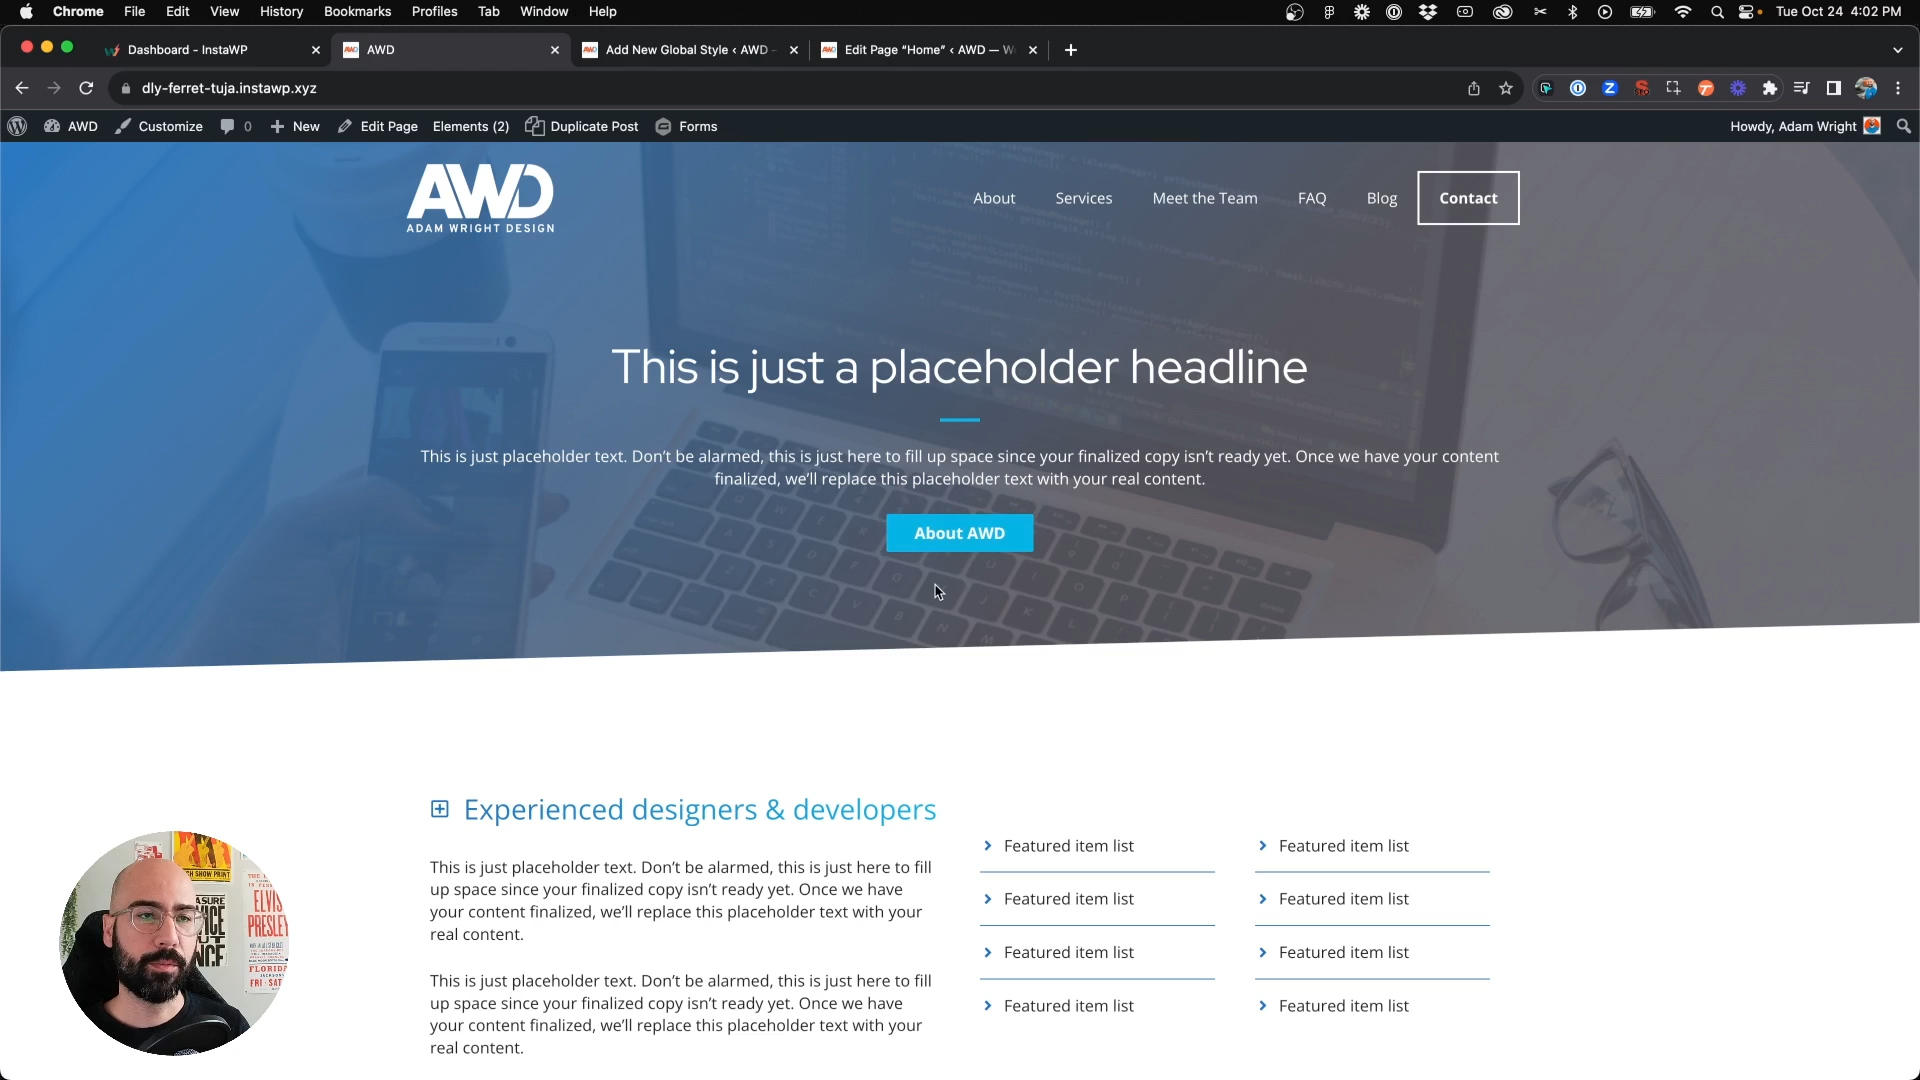 Chrome File Edit View History Bookmarks Profiles Tab Window Help Tue Oct 24 4:02 PM
Dashboard - InstaWP AWD Add New Global Style ‹ AWD - Edit Page “Home” ‹ AWD — W
dly-ferret-tuja.instawp.xyz
AWD Customize 0 New Edit Page Elements (2) Duplicate Post Forms Howdy, Adam Wright
AWD
ADAM WRIGHT DESIGN
About Services Meet the Team FAQ Blog Contact
This is just a placeholder headline
This is just placeholder text. Don’t be alarmed, this is just here to fill up space since your finalized copy isn’t ready yet. Once we have your content
finalized, we’ll replace this placeholder text with your real content.
About AWD
Experienced designers & developers
This is just placeholder text. Don’t be alarmed, this is just here to fill
up space since your finalized copy isn’t ready yet. Once we have
your content finalized, we’ll replace this placeholder text with your
real content.
This is just placeholder text. Don’t be alarmed, this is just here to fill
up space since your finalized copy isn’t ready yet. Once we have
your content finalized, we’ll replace this placeholder text with your
real content.
Featured item list
Featured item list
Featured item list
Featured item list
Featured item list
Featured item list
Featured item list
Featured item list
SHOW PRINT
ELVIS
PRESLEY
FLORIDA